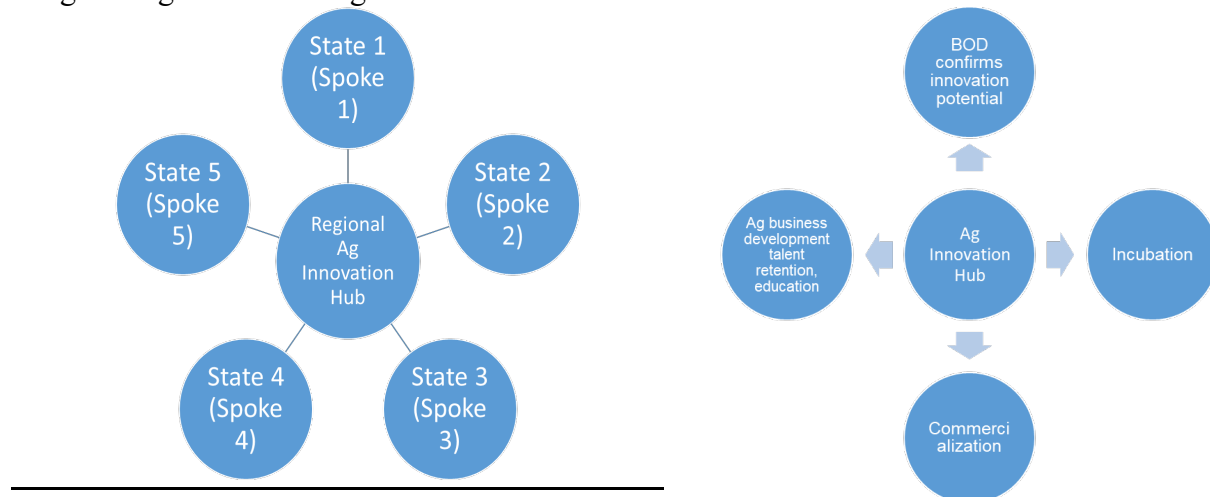 State 1
(Spoke
1)
State 2
(Spoke
2)
State 3
(Spoke
3)
State 4
(Spoke
4)
State 5
(Spoke
5)
Regional
Ag
Innovation
Hub
BOD
confirms
innovation
potential
Ag business
development
talent
retention,
education
Ag
Innovation
Hub
Incubation
Commerci
alization